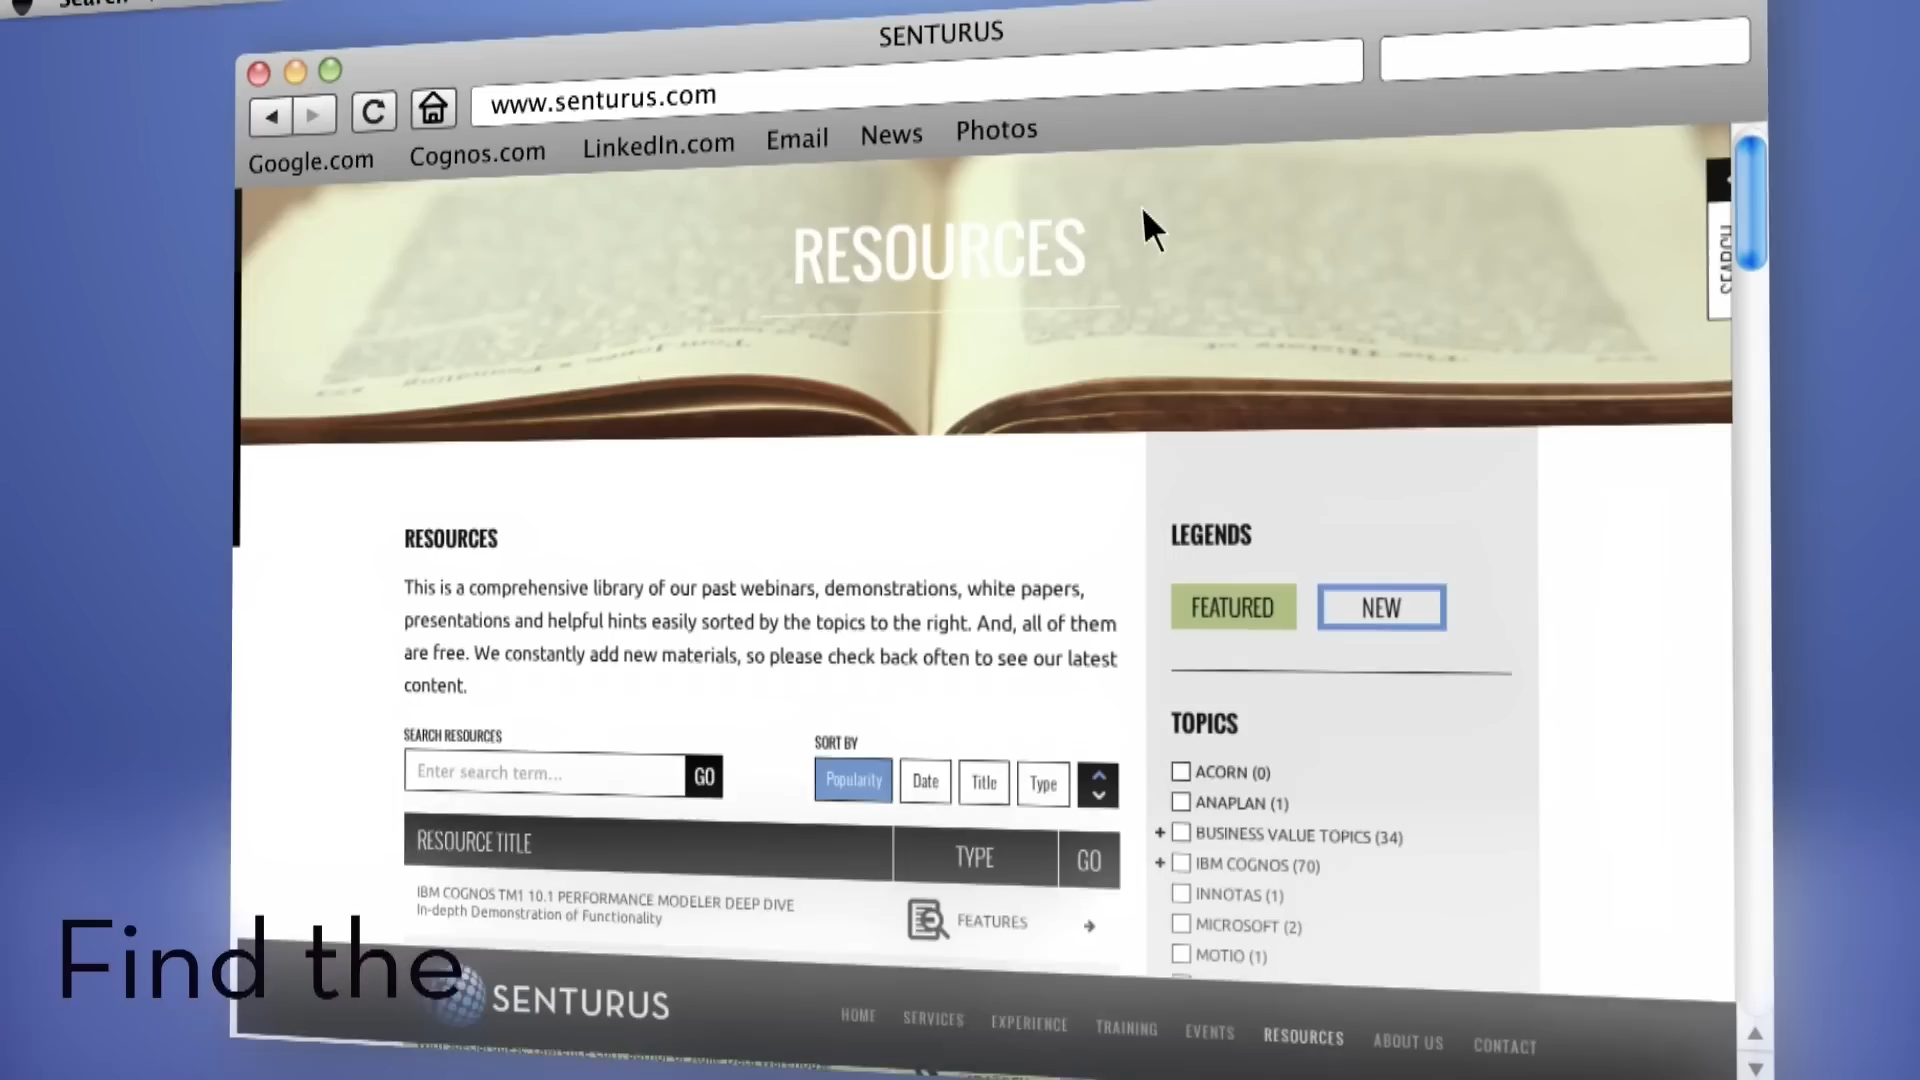 Search
SENTURUS
www.senturus.com
Google.com Cognos.com LinkedIn.com Email News Photos
RESOURCES
SEARCH
RESOURCES
This is a comprehensive library of our past webinars, demonstrations, white papers,
presentations and helpful hints easily sorted by the topics to the right. And, all of them
are free. We constantly add new materials, so please check back often to see our latest
content.
SEARCH RESOURCES
Enter search term... GO
SORT BY
Popularity Date Title Type
RESOURCE TITLE TYPE GO
IBM COGNOS TM1 10.1 PERFORMANCE MODELER DEEP DIVE
In-depth Demonstration of Functionality
FEATURES
LEGENDS
FEATURED NEW
TOPICS
ACORN (0)
ANAPLAN (1)
+ BUSINESS VALUE TOPICS (34)
+ IBM COGNOS (70)
INNOTAS (1)
MICROSOFT (2)
MOTIO (1)
Find the
SENTURUS
HOME SERVICES EXPERIENCE TRAINING EVENTS RESOURCES ABOUT US CONTACT